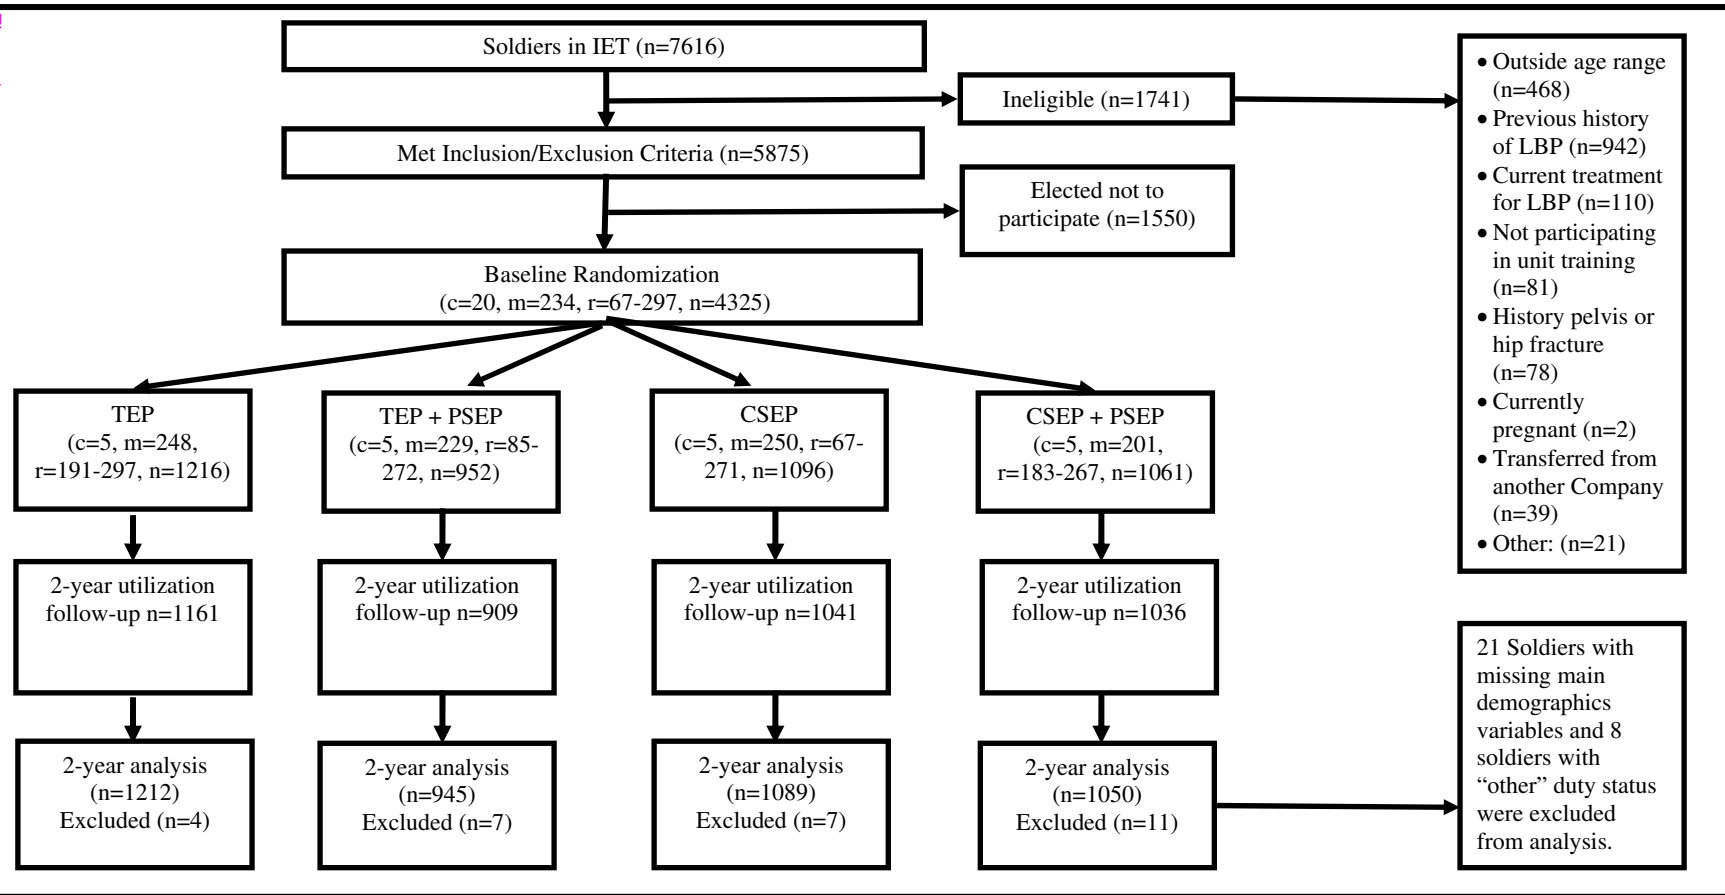 Soldiers in IET (n=7616)
Ineligible (n=1741)
Met Inclusion/Exclusion Criteria (n=5875)
Elected not to
participate (n=1550)
Baseline Randomization
(c=20, m=234, r=67-297, n=4325)
• Outside age range
(n=468)
• Previous history
of LBP (n=942)
• Current treatment
for LBP (n=110)
• Not participating
in unit training
(n=81)
• History pelvis or
hip fracture
(n=78)
• Currently
pregnant (n=2)
• Transferred from
another Company
(n=39)
• Other: (n=21)
TEP
(c=5, m=248,
r=191-297, n=1216)
TEP + PSEP
(c=5, m=229, r=85-
272, n=952)
CSEP
(c=5, m=250, r=67-
271, n=1096)
CSEP + PSEP
(c=5, m=201,
r=183-267, n=1061)
2-year utilization
follow-up n=1161
2-year utilization
follow-up n=909
2-year utilization
follow-up n=1041
2-year utilization
follow-up n=1036
2-year analysis
(n=1212)
Excluded (n=4)
2-year analysis
(n=945)
Excluded (n=7)
2-year analysis
(n=1089)
Excluded (n=7)
2-year analysis
(n=1050)
Excluded (n=11)
21 Soldiers with
missing main
demographics
variables and 8
soldiers with
“other” duty status
were excluded
from analysis.